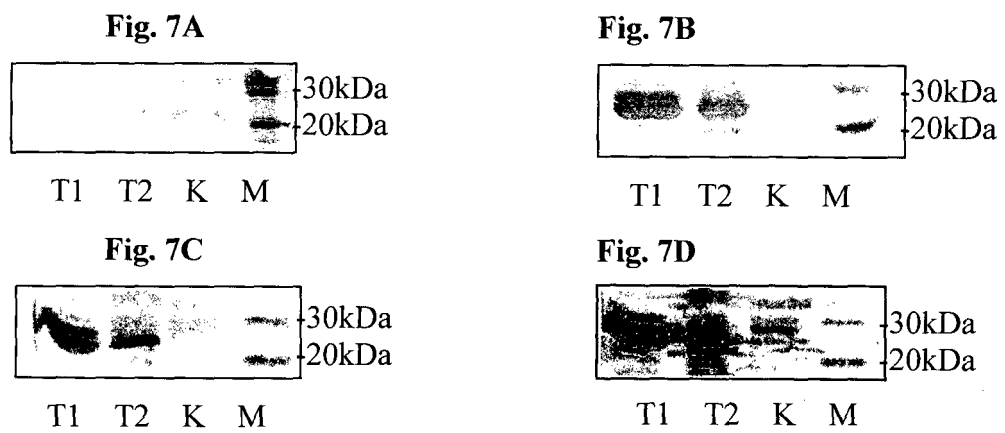 Fig. 7A
30kDa
20kDa
T1 T2 K M
Fig. 7B
30kDa
20kDa
T1 T2 K M
Fig. 7C
30kDa
20kDa
T1 T2 K M
Fig. 7D
30kDa
20kDa
T1 T2 K M